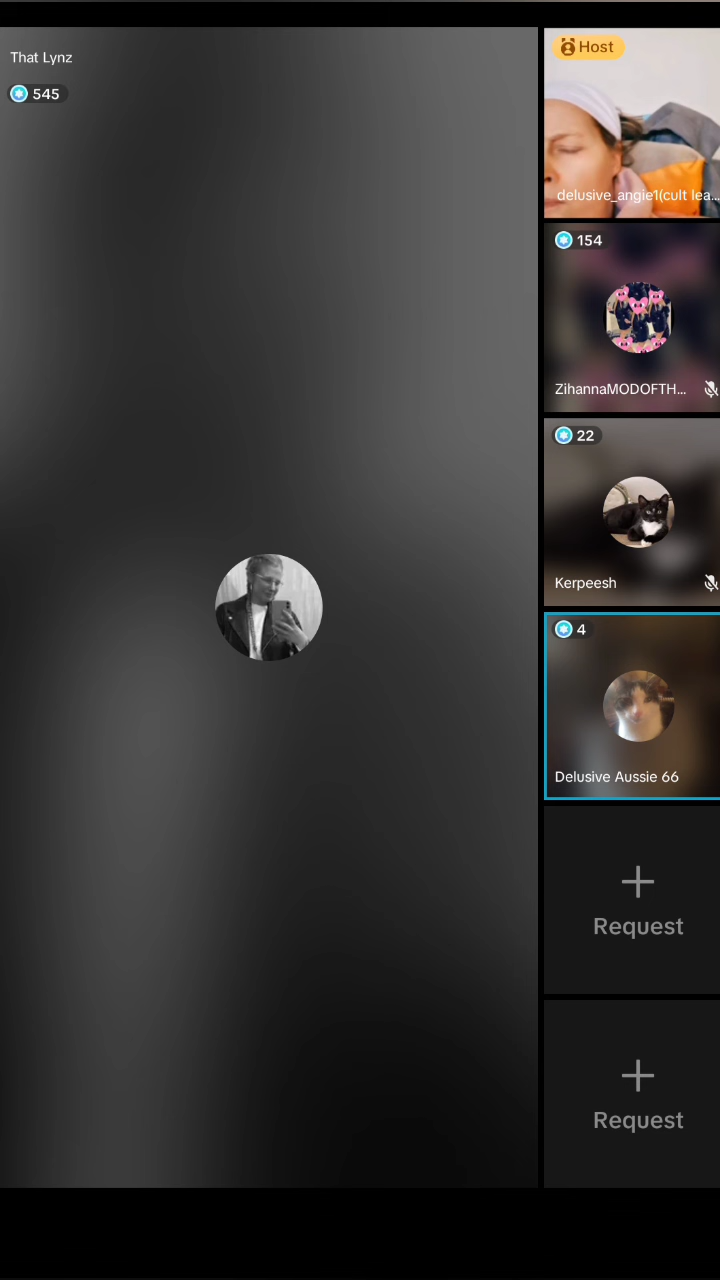 That Lynz
545
Host
delusive_angie1(cult lea...
154
ZihannaMODOFTH...
22
Kerpeesh
4
Delusive Aussie 66
Request
Request